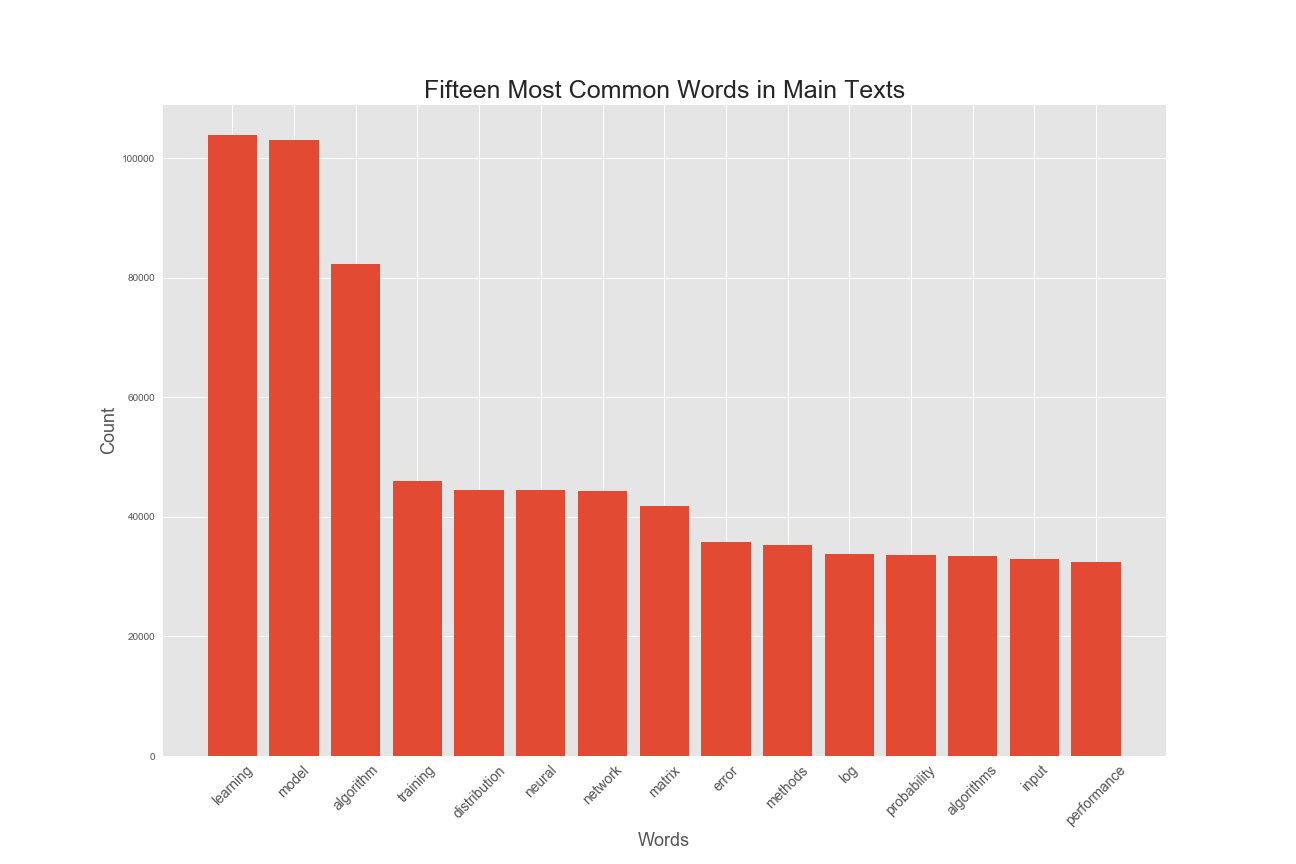 Fifteen Most Common Words in Main Texts
100000
80000
60000
40000
20000
0
Count
learning
model
algorithm
training
distribution
neural
network
matrix
error
methods
log
probability
algorithms
input
performance
Words